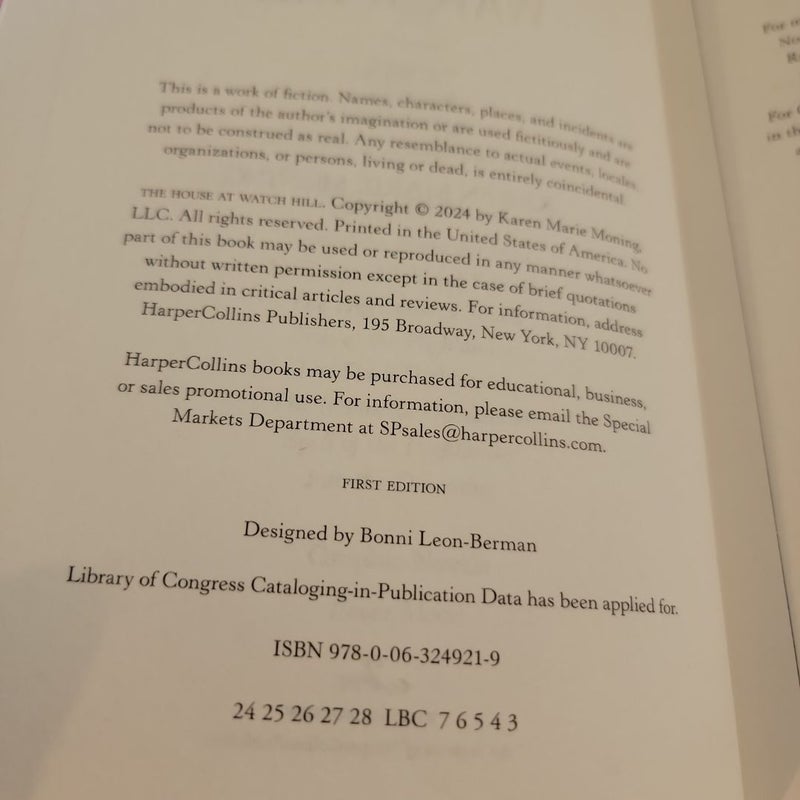 This is a work of fiction. Names, characters, places, and incidents are
products of the author's imagination or are used fictitiously and are
not to be construed as real. Any resemblance to actual events, locales,
organizations, or persons, living or dead, is entirely coincidental.
THE HOUSE AT WATCH HILL. Copyright © 2024 by Karen Marie Moning,
LLC. All rights reserved. Printed in the United States of America. No
part of this book may be used or reproduced in any manner whatsoever
without written permission except in the case of brief quotations
embodied in critical articles and reviews. For information, address
HarperCollins Publishers, 195 Broadway, New York, NY 10007.
HarperCollins books may be purchased for educational, business,
or sales promotional use. For information, please email the Special
Markets Department at SPsales@harpercollins.com.
FIRST EDITION
Designed by Bonni Leon-Berman
Library of Congress Cataloging-in-Publication Data has been applied for.
ISBN 978-0-06-324921-9
24 25 26 27 28 LBC 7 6 5 4 3
For
For
in th